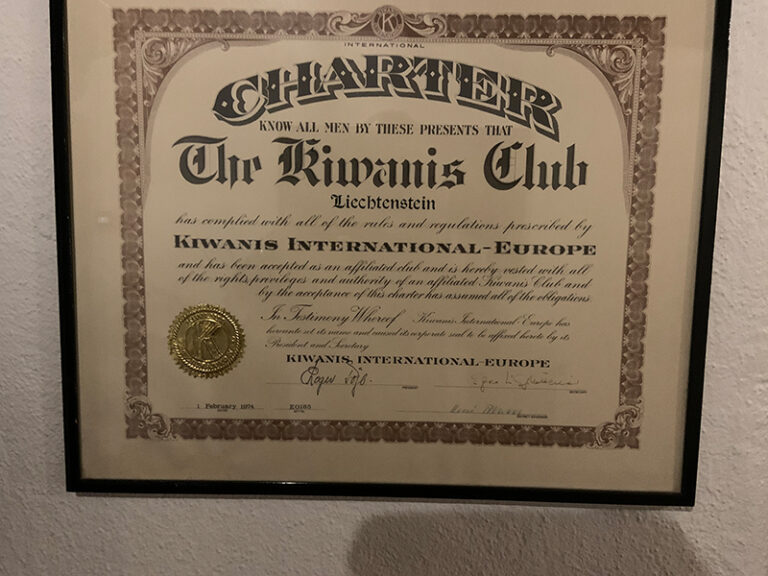 K
INTERNATIONAL
CHARTER
KNOW ALL MEN BY THESE PRESENTS THAT
The Kiwanis Club
Liechtenstein
has complied with all of the rules and regulations prescribed by
KIWANIS INTERNATIONAL-EUROPE
and has been accepted as an affiliated club and is hereby vested with all
of the rights, privileges and authority of an affiliated Kiwanis Club and
by the acceptance of this charter has assumed all of the obligations.
In Testimony Whereof Kiwanis International-Europe has
hereunto set its name and caused its corporate seal to be affixed hereto by its
President and Secretary
KIWANIS INTERNATIONAL-EUROPE
Roger
PRESIDENT
1 February 1974
K